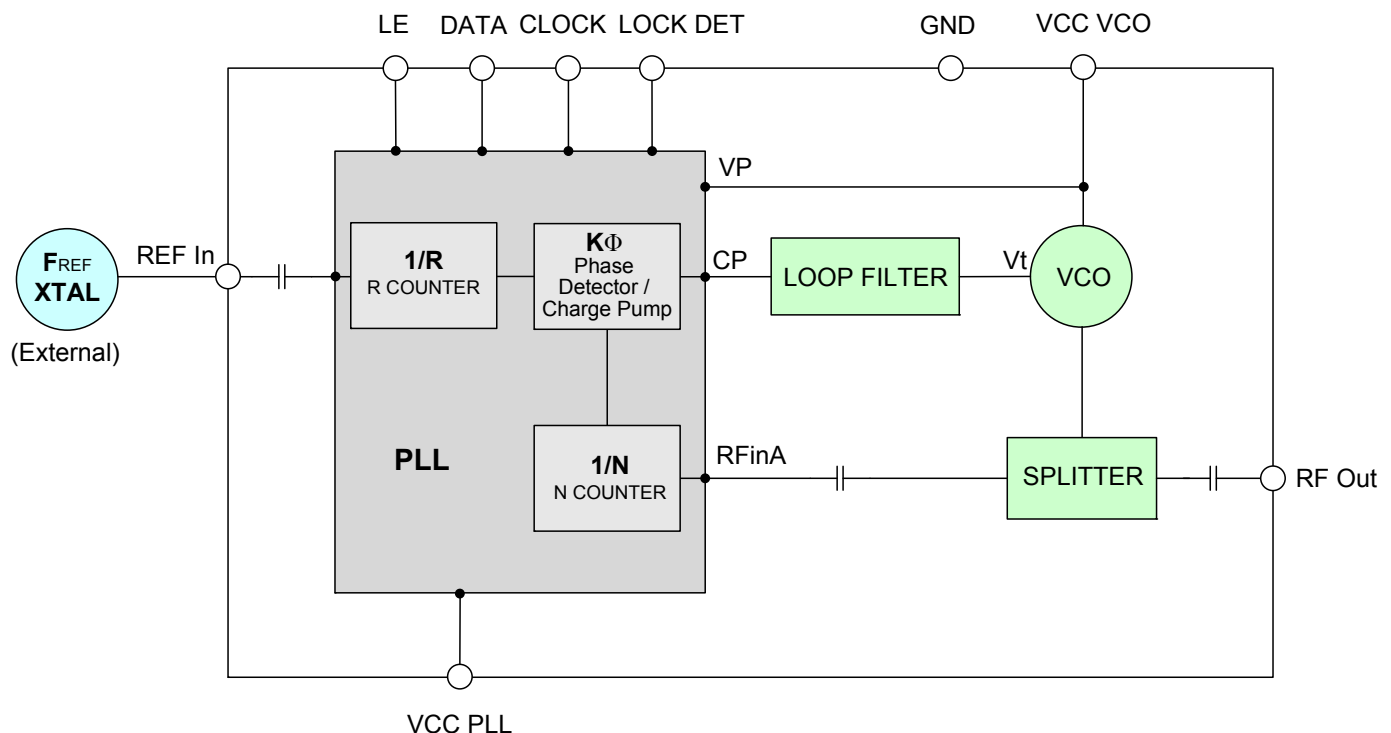 LE DATA CLOCK LOCK DET GND VCC VCO
VP
FREF
XTAL
(External)
REF In
1/R
R COUNTER
KΦ
Phase
Detector /
Charge Pump
CP
LOOP FILTER
Vt
VCO
PLL
1/N
N COUNTER
RFinA
SPLITTER
RF Out
VCC PLL